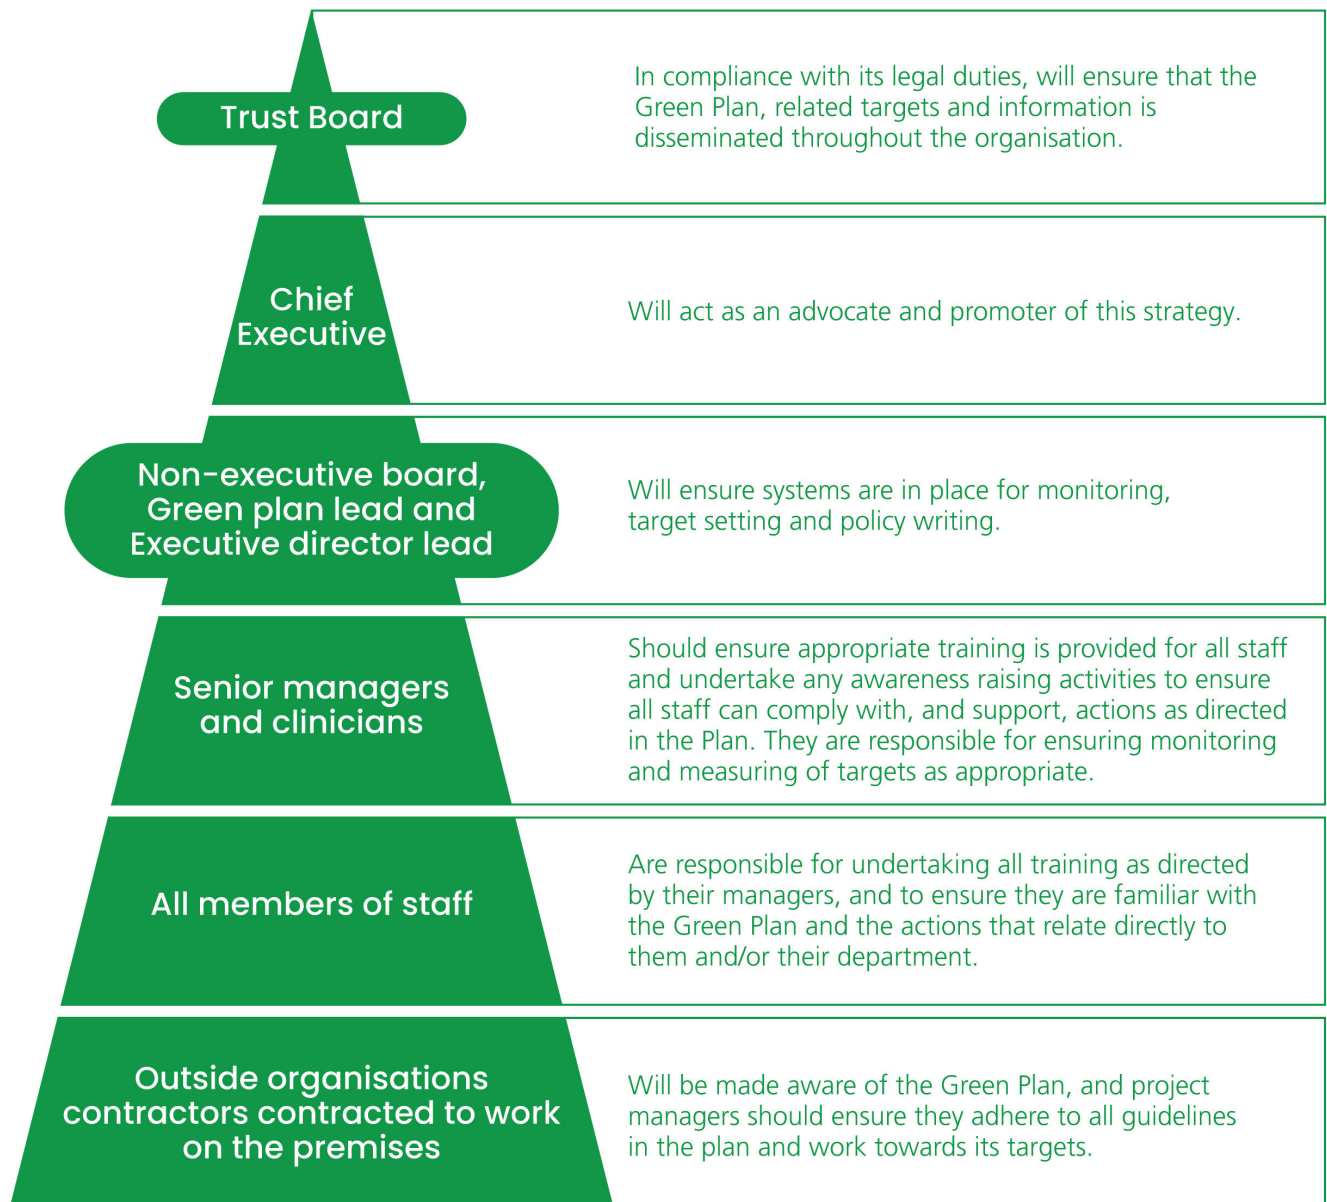 Trust Board
In compliance with its legal duties, will ensure that the
Green Plan, related targets and information is
disseminated throughout the organisation.
Chief
Executive
Will act as an advocate and promoter of this strategy.
Non-executive board,
Green plan lead and
Executive director lead
Will ensure systems are in place for monitoring,
target setting and policy writing.
Senior managers
and clinicians
Should ensure appropriate training is provided for all staff
and undertake any awareness raising activities to ensure
all staff can comply with, and support, actions as directed
in the Plan. They are responsible for ensuring monitoring
and measuring of targets as appropriate.
All members of staff
Are responsible for undertaking all training as directed
by their managers, and to ensure they are familiar with
the Green Plan and the actions that relate directly to
them and/or their department.
Outside organisations
contractors contracted to work
on the premises
Will be made aware of the Green Plan, and project
managers should ensure they adhere to all guidelines
in the plan and work towards its targets.